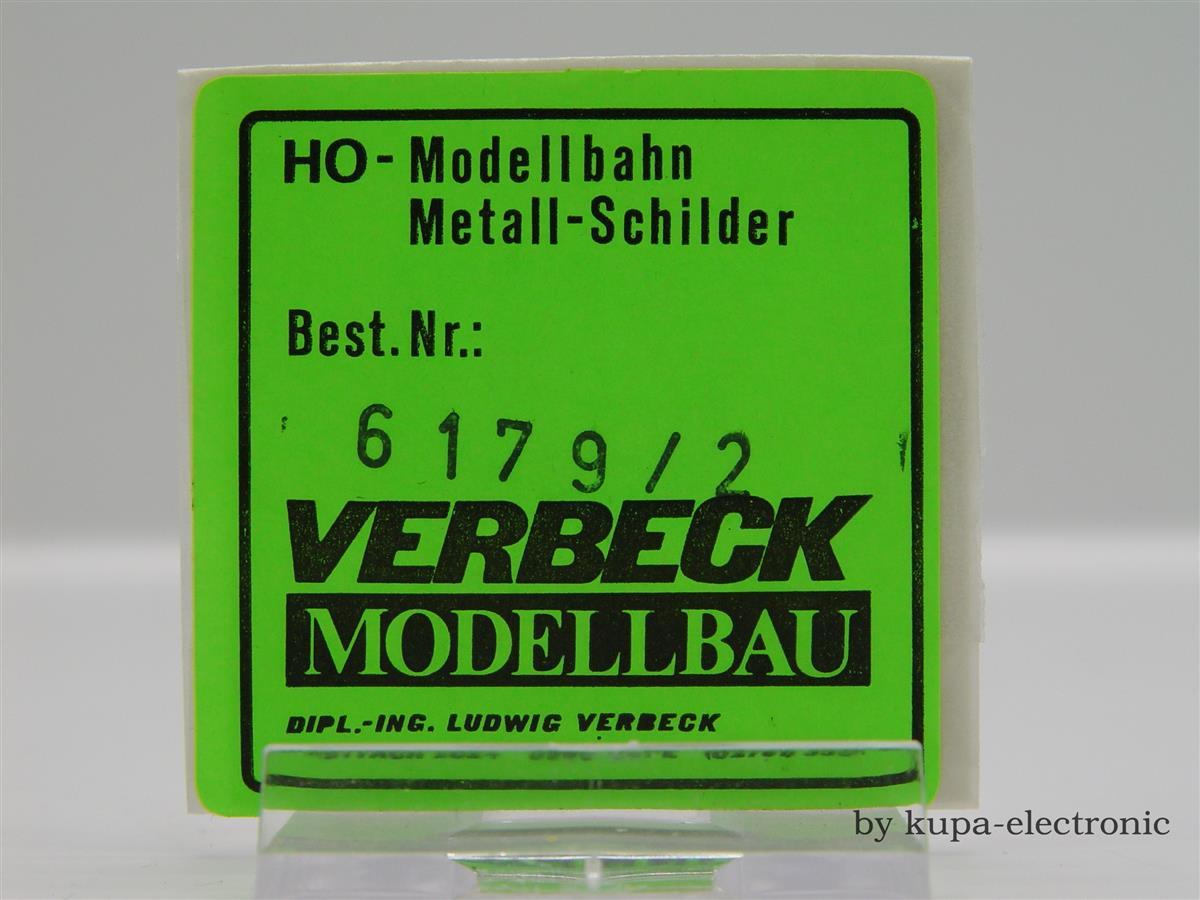 HO-Modellbahn
Metall-Schilder
Best.Nr.:
6179/2
VERBECK
MODELLBAU
DIPL.-ING. LUDWIG VERBECK
by kupa-electronic